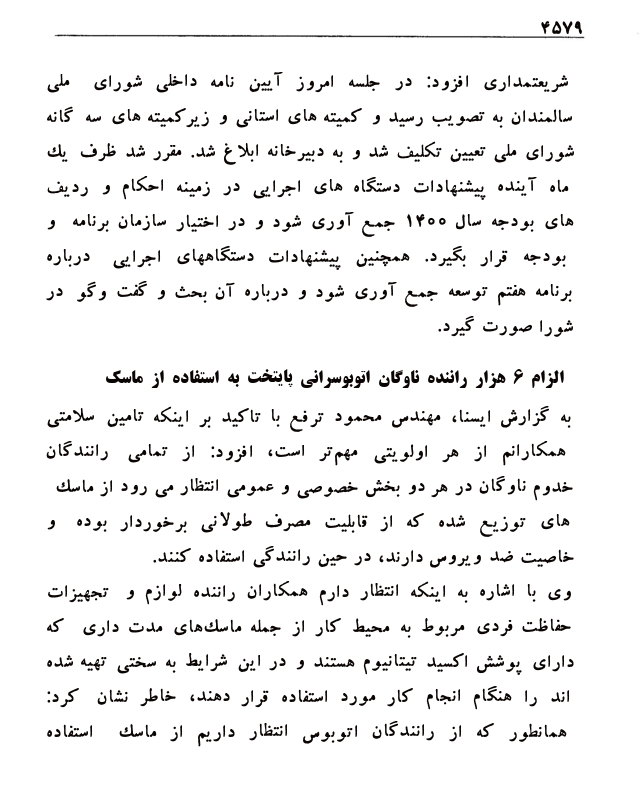 ۴۵۷۹
شریعتمداری افزود: در جلسه امروز آیین نامه داخلی شورای ملی
سالمندان به تصویب رسید و کمیته های استانی و زیرکمیته های سه گانه
شورای ملی تعیین تکلیف شد و به دبیرخانه ابلاغ شد. مقرر شد ظرف یك
ماه آینده پیشنهادات دستگاه های اجرایی در زمینه احکام و ردیف
های بودجه سال ۱۴۰۰ جمع آوری شود و در اختیار سازمان برنامه و
بودجه قرار بگیرد. همچنین پیشنهادات دستگاههای اجرایی درباره
برنامه هفتم توسعه جمع آوری شود و درباره آن بحث و گفت وگو در
شورا صورت گیرد.
الزام ۶ هزار راننده ناوگان اتوبوسرانی پایتخت به استفاده از ماسک
به گزارش ایسنا، مهندس محمود ترفع با تاکید بر اینکه تامین سلامتی
همکارانم از هر اولویتی مهم‌تر است، افزود: از تمامی رانندگان
خدوم ناوگان در هر دو بخش خصوصی و عمومی انتظار می رود از ماسك
های توزیع شده که از قابلیت مصرف طولانی برخوردار بوده و
خاصیت ضد ویروس دارند، در حین رانندگی استفاده کنند.
وی با اشاره به اینکه انتظار دارم همکاران راننده لوازم و تجهیزات
حفاظت فردی مربوط به محیط کار از جمله ماسك‌های مدت داری که
دارای پوشش اکسید تیتانیوم هستند و در این شرایط به سختی تهیه شده
اند را هنگام انجام کار مورد استفاده قرار دهند، خاطر نشان کرد:
همانطور که از رانندگان اتوبوس انتظار داریم از ماسك استفاده